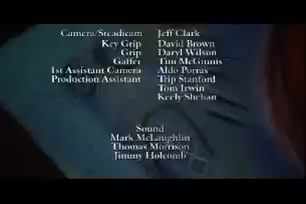 Camera/Steadicam Jeff Clark
Key Grip David Brown
Grip Daryl Wilson
Gaffer Tim McGinnis
1st Assistant Camera Aldo Porras
Production Assistant Trip Stanford
Tom Irwin
Keely Shehan
Sound
Mark McLaughlin
Thomas Morrison
Jimmy Holcomb